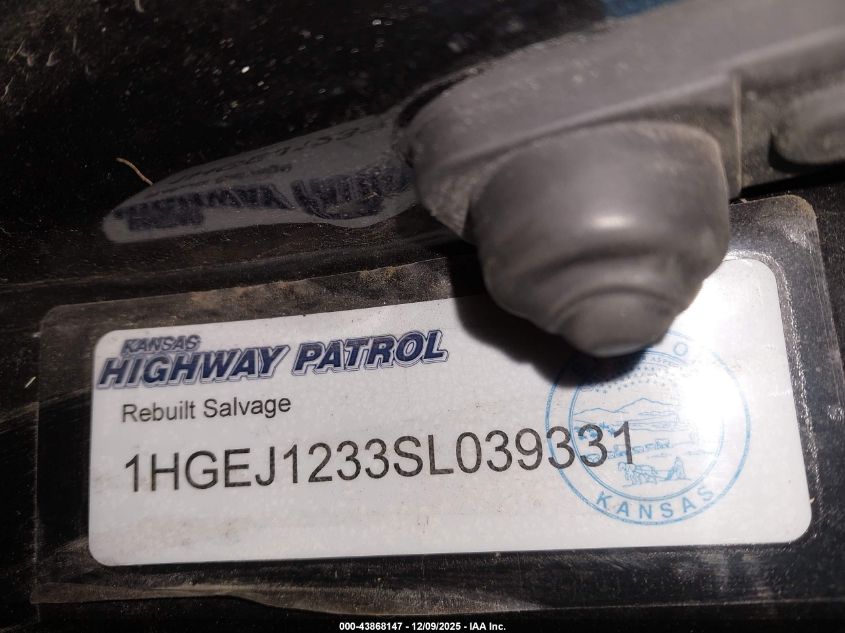 KANSAS
HIGHWAY PATROL
Rebuilt Salvage
1HGEJ1233SL039331
KANSAS
000-43868147 - 12/09/2025 - IAA Inc.